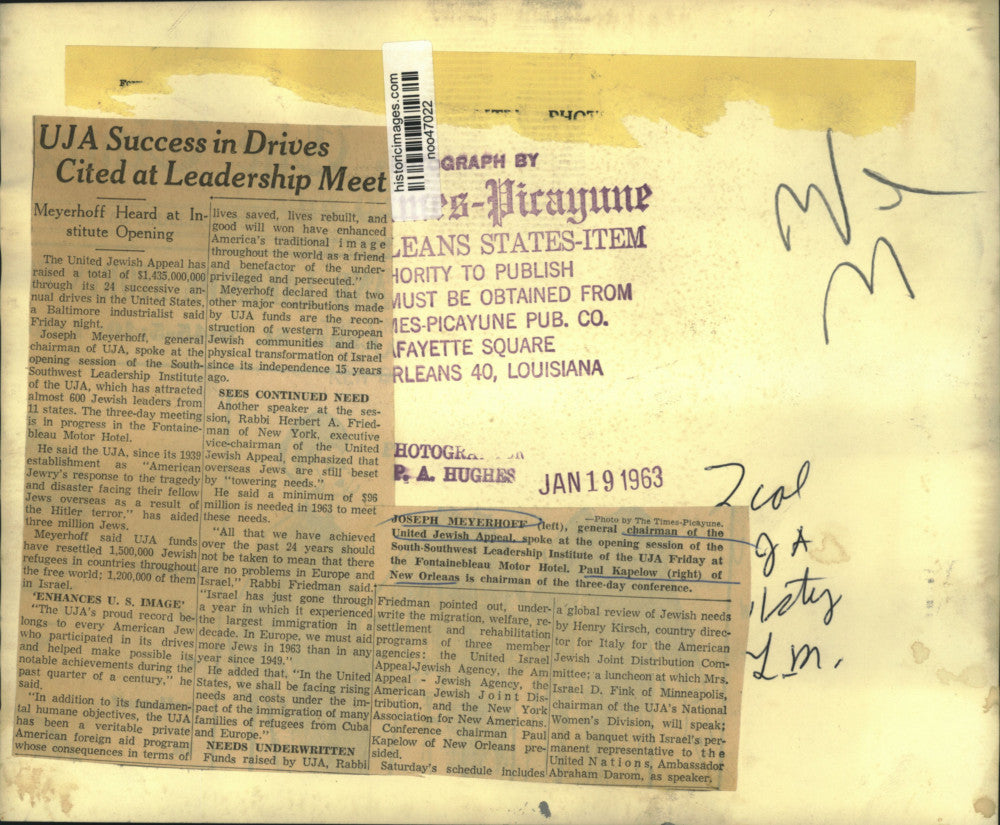 historicimages.com
noo47022
UJA Success in Drives
Cited at Leadership Meet
Meyerhoff Heard at In-
stitute Opening
The United Jewish Appeal has
raised a total of $1,435,000,000
through its 24 successive an-
nual drives in the United States,
a Baltimore industrialist said
Friday night.
Joseph Meyerhoff, general
chairman of UJA, spoke at the
opening session of the South-
Southwest Leadership Institute
of the UJA, which has attracted
almost 600 Jewish leaders from
11 states. The three-day meeting
is in progress in the Fontaine-
bleau Motor Hotel.
He said the UJA, since its 1939
establishment as "American
Jewry's response to the tragedy
and disaster facing their fellow
Jews overseas as a result of
the Hitler terror," has aided
three million Jews.
Meyerhoff said UJA funds
have resettled 1,500,000 Jewish
refugees in countries throughout
the free world; 1,200,000 of them
in Israel.
'ENHANCES U. S. IMAGE'
"The UJA's proud record be-
longs to every American Jew
who participated in its drives
and helped make possible its
notable achievements during the
past quarter of a century," he
said.
"In addition to its fundamen-
tal humane objectives, the UJA
has been a veritable private
American foreign aid program
whose consequences in terms of
lives saved, lives rebuilt, and
good will won have enhanced
America's traditional image
throughout the world as a friend
and benefactor of the under-
privileged and persecuted."
Meyerhoff declared that two
other major contributions made
by UJA funds are the recon-
struction of western European
Jewish communities and the
physical transformation of Israel
since its independence 15 years
ago.
SEES CONTINUED NEED
Another speaker at the ses-
sion, Rabbi Herbert A. Fried-
man of New York, executive
vice-chairman of the United
Jewish Appeal, emphasized that
overseas Jews are still beset
by "towering needs."
He said a minimum of $96
million is needed in 1963 to meet
these needs.
"All that we have achieved
over the past 24 years should
not be taken to mean that there
are no problems in Europe and
Israel," Rabbi Friedman said.
"Israel has just gone through
a year in which it experienced
the largest immigration in a
decade. In Europe, we must aid
more Jews in 1963 than in any
year since 1949."
He added that, "In the United
States, we shall be facing rising
needs and costs under the im-
pact of the immigration of many
families of refugees from Cuba
and Europe."
NEEDS UNDERWRITTEN
Funds raised by UJA, Rabbi
Friedman pointed out, under-
write the migration, welfare, re-
settlement and rehabilitation
programs of three member
agencies: the United Israel
Appeal-Jewish Agency, the Am
Appeal - Jewish Agency, the
American Jewish Joint Dis-
tribution, and the New York
Association for New Americans.
Conference chairman Paul
Kapelow of New Orleans pre-
sided.
Saturday's schedule includes
a global review of Jewish needs
by Henry Kirsch, country direc-
tor for Italy for the American
Jewish Joint Distribution Com-
mittee; a luncheon at which Mrs.
Israel D. Fink of Minneapolis,
chairman of the UJA's National
Women's Division, will speak;
and a banquet with Israel's per-
manent representative to the
United Nations, Ambassador
Abraham Darom, as speaker.
OGRAPH BY
es-Picayune
LEANS STATES-ITEM
HORITY TO PUBLISH
MUST BE OBTAINED FROM
MES-PICAYUNE PUB. CO.
AFAYETTE SQUARE
RLEANS 40, LOUISIANA
HOTOGRA
P. A. HUGHES
JAN 19 1963
—Photo by The Times-Picayune.
JOSEPH MEYERHOFF (left), general chairman of the
United Jewish Appeal, spoke at the opening session of the
South-Southwest Leadership Institute of the UJA Friday at
the Fontainebleau Motor Hotel. Paul Kapelow (right) of
New Orleans is chairman of the three-day conference.